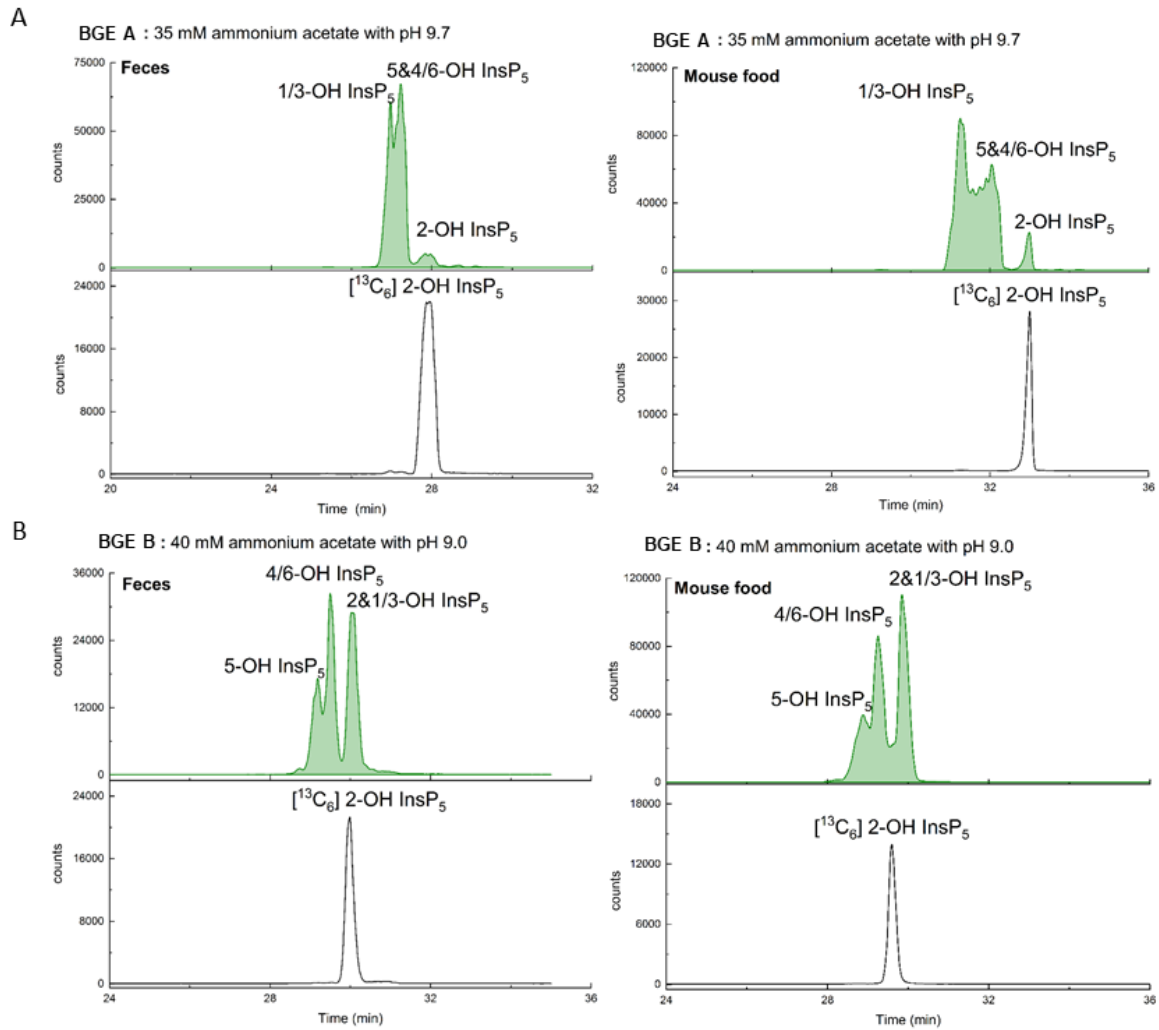 A
BGE A : 35 mM ammonium acetate with pH 9.7
75000
50000
25000
0
counts
Feces
1/3-OH InsP5
5&4/6-OH InsP5
2-OH InsP5
24000
16000
8000
0
counts
[13C6] 2-OH InsP5
20
24
28
32
Time (min)
BGE A : 35 mM ammonium acetate with pH 9.7
120000
80000
40000
0
counts
Mouse food
1/3-OH InsP5
5&4/6-OH InsP5
2-OH InsP5
30000
20000
10000
0
counts
[13C6] 2-OH InsP5
24
28
32
36
Time (min)
B
BGE B : 40 mM ammonium acetate with pH 9.0
36000
24000
12000
0
counts
Feces
4/6-OH InsP5
2&1/3-OH InsP5
5-OH InsP5
24000
16000
8000
0
counts
[13C6] 2-OH InsP5
24
28
32
36
Time (min)
BGE B : 40 mM ammonium acetate with pH 9.0
120000
80000
40000
0
counts
Mouse food
2&1/3-OH InsP5
4/6-OH InsP5
5-OH InsP5
18000
12000
6000
0
counts
[13C6] 2-OH InsP5
24
28
32
36
Time (min)